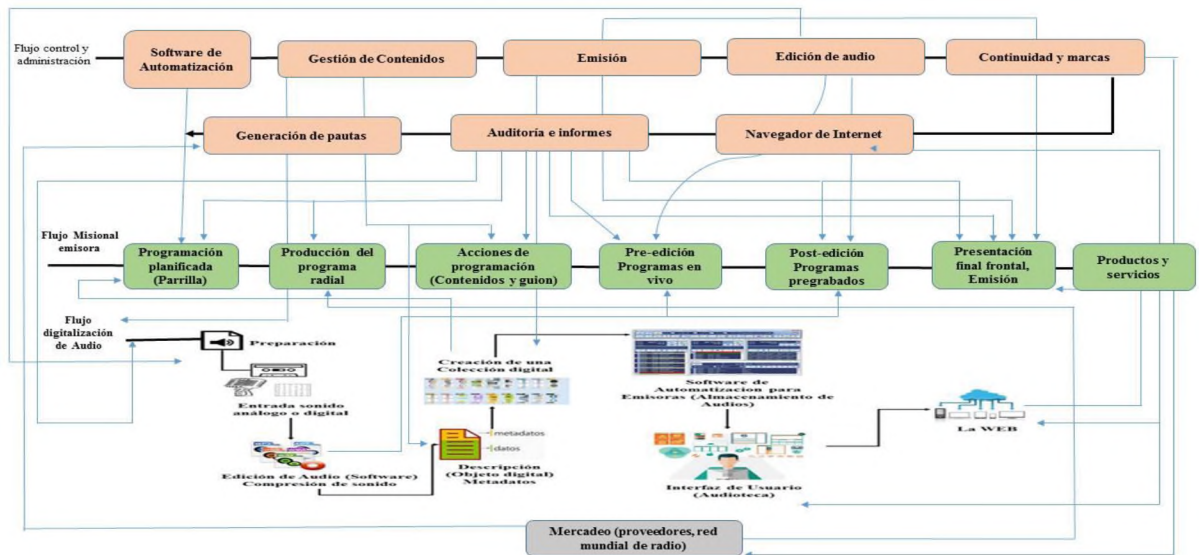 Flujo control y
administración
Software de
Automatización
Gestión de Contenidos
Emisión
Edición de audio
Continuidad y marcas
Generación de pautas
Auditoría e informes
Navegador de Internet
Flujo Misional
emisora
Programación
planificada
(Parrilla)
Producción del
programa
radial
Acciones de
programación
(Contenidos y guion)
Pre-edición
Programas en
vivo
Post-edición
Programas
pregrabados
Presentación
final frontal,
Emisión
Productos y
servicios
Flujo
digitalización
de Audio
Preparación
Entrada sonido
análogo o digital
Edición de Audio (Software)
Compresión de sonido
Creación de una
Colección digital
metadatos
datos
Descripción
(Objeto digital)
Metadatos
Software de
Automatizacion para
Emisoras (Almacenamiento de
Audios)
Interfaz de Usuario
(Audioteca)
La WEB
Mercadeo (proveedores, red
mundial de radio)